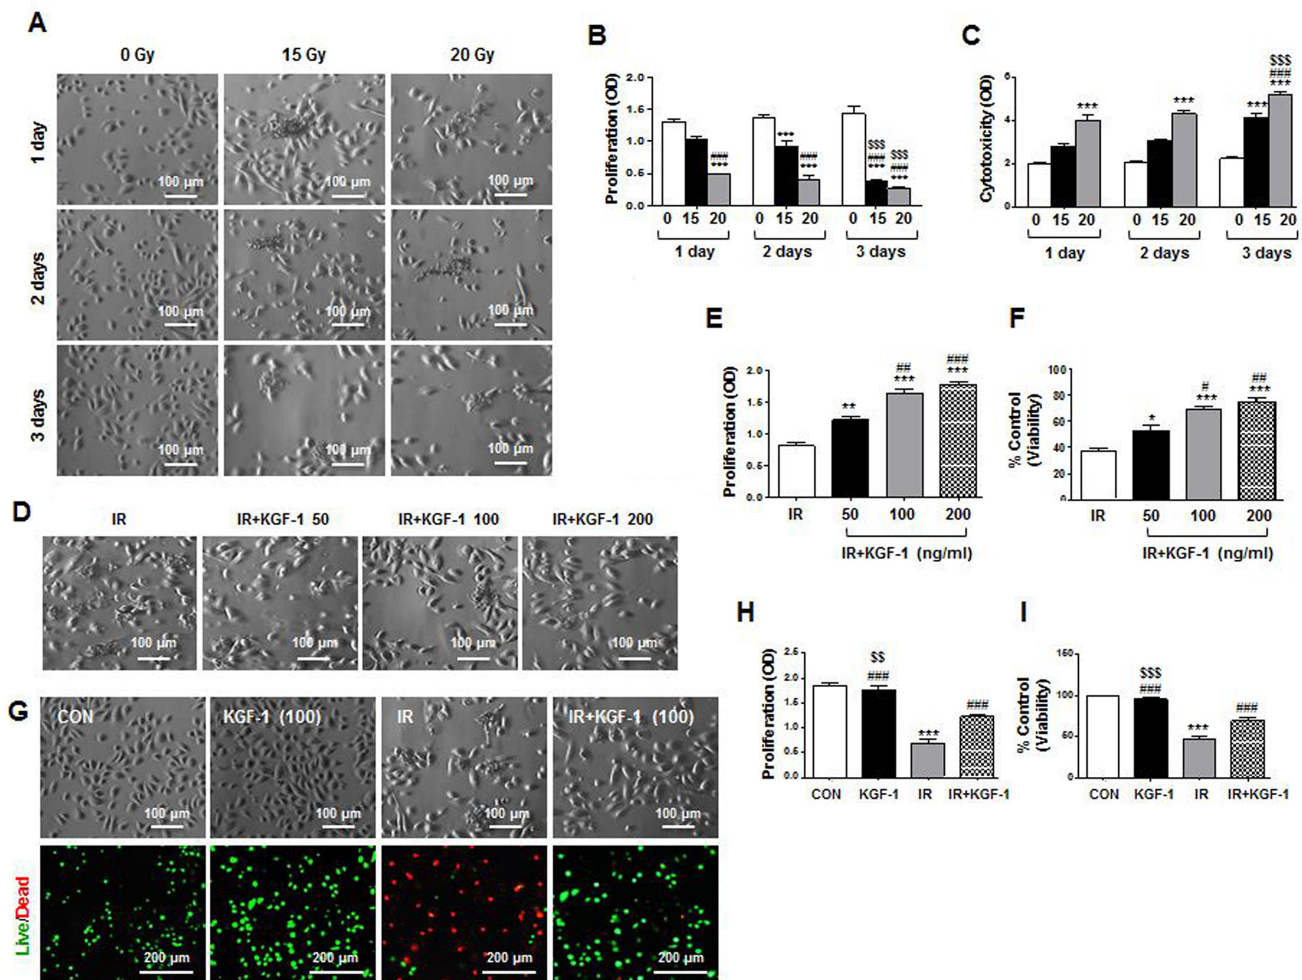 A
0 Gy 15 Gy 20 Gy
1 day
100 µm 100 µm 100 µm
2 days
100 µm 100 µm 100 µm
3 days
100 µm 100 µm 100 µm
B
Proliferation (OD)
2.0
1.6
1.0
0.6
0.0
### *** *** ### *** $$$ ### *** $$$ ### ***
0 15 20 0 15 20 0 15 20
1 day 2 days 3 days
C
Cytotoxicity (OD)
6
4
2
0
*** *** *** $$$ ### ***
0 15 20 0 15 20 0 15 20
1 day 2 days 3 days
D
IR IR+KGF-1 50 IR+KGF-1 100 IR+KGF-1 200
100 µm 100 µm 100 µm 100 µm
E
Proliferation (OD)
2.0
1.5
1.0
0.5
0.0
** ## *** ### ***
IR 50 100 200
IR+KGF-1 (ng/ml)
F
% Control
(Viability)
100
80
60
40
20
0
* # *** ## ***
IR 50 100 200
IR+KGF-1 (ng/ml)
G
CON KGF-1 (100) IR IR+KGF-1 (100)
100 µm 100 µm 100 µm 100 µm
Live/Dead
200 µm 200 µm 200 µm 200 µm
H
Proliferation (OD)
2.6
2.0
1.6
1.0
0.6
0.0
$$ ### *** ###
CON KGF-1 IR IR+KGF-1
I
% Control
(Viability)
150
100
50
0
$$$ ### *** ###
CON KGF-1 IR IR+KGF-1